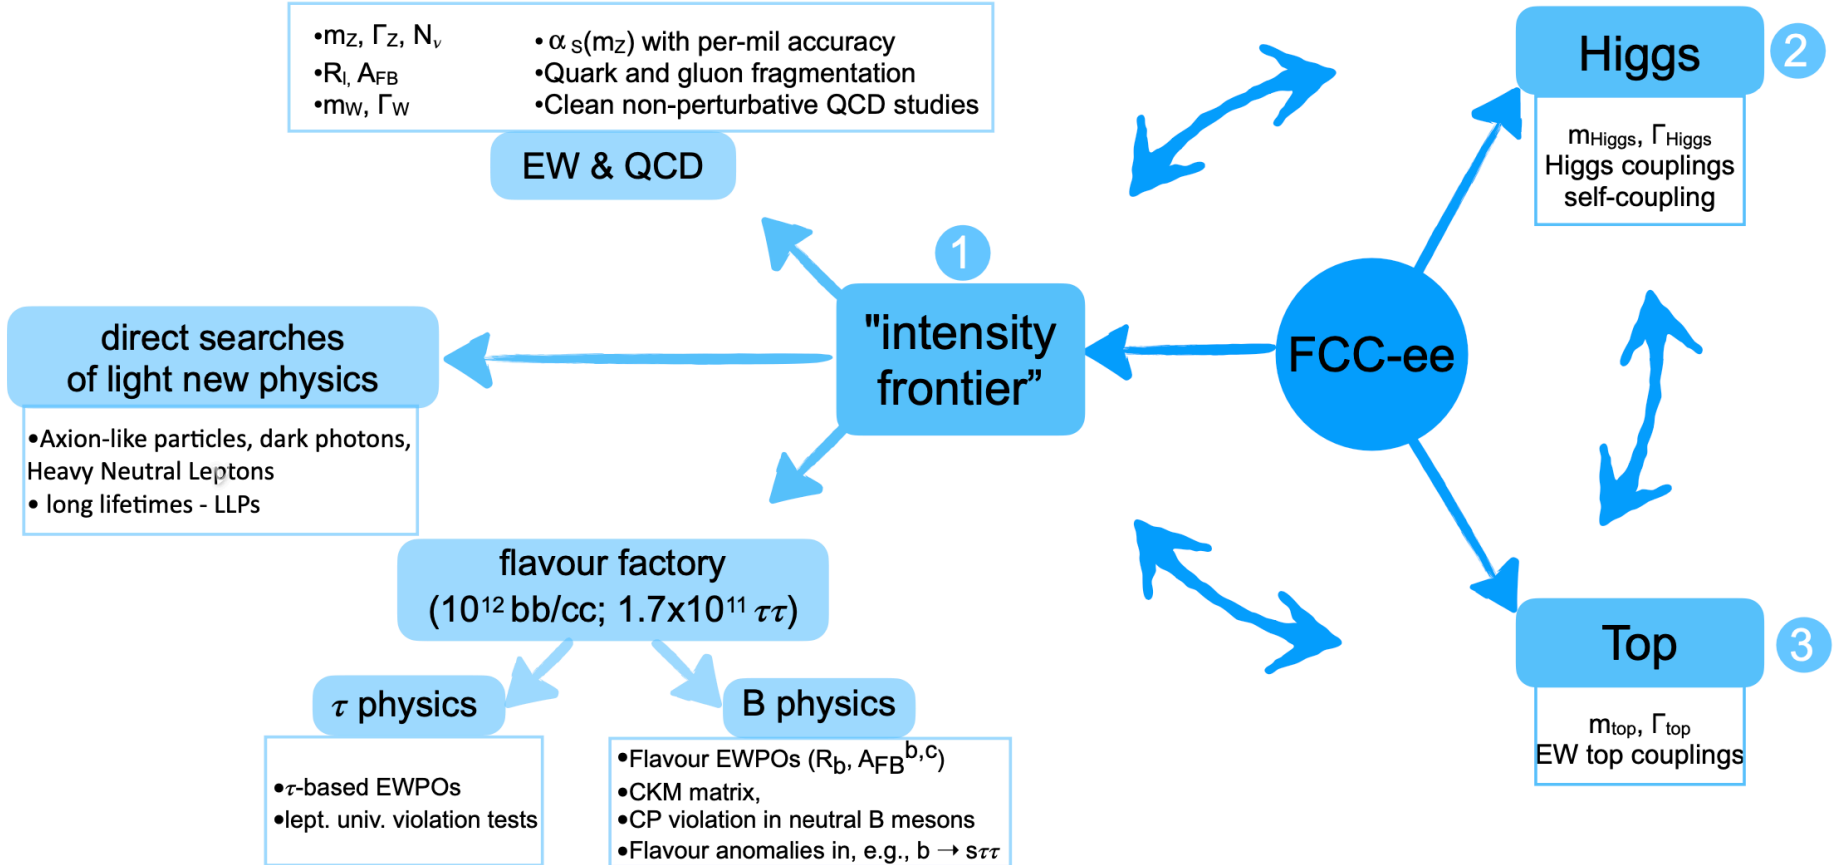 •mZ, ΓZ, Nν
•Rl, AFB
•mW, ΓW
•αS(mZ) with per-mil accuracy
•Quark and gluon fragmentation
•Clean non-perturbative QCD studies
EW & QCD
Higgs
2
mHiggs, ΓHiggs
Higgs couplings
self-coupling
1
"intensity
frontier”
FCC-ee
direct searches
of light new physics
•Axion-like particles, dark photons,
Heavy Neutral Leptons
• long lifetimes - LLPs
flavour factory
(10¹² bb/cc; 1.7x10¹¹ ττ)
τ physics
•τ-based EWPOs
•lept. univ. violation tests
B physics
•Flavour EWPOs (Rb, AFBb,c)
•CKM matrix,
•CP violation in neutral B mesons
•Flavour anomalies in, e.g., b → sττ
Top
3
mtop, Γtop
EW top couplings